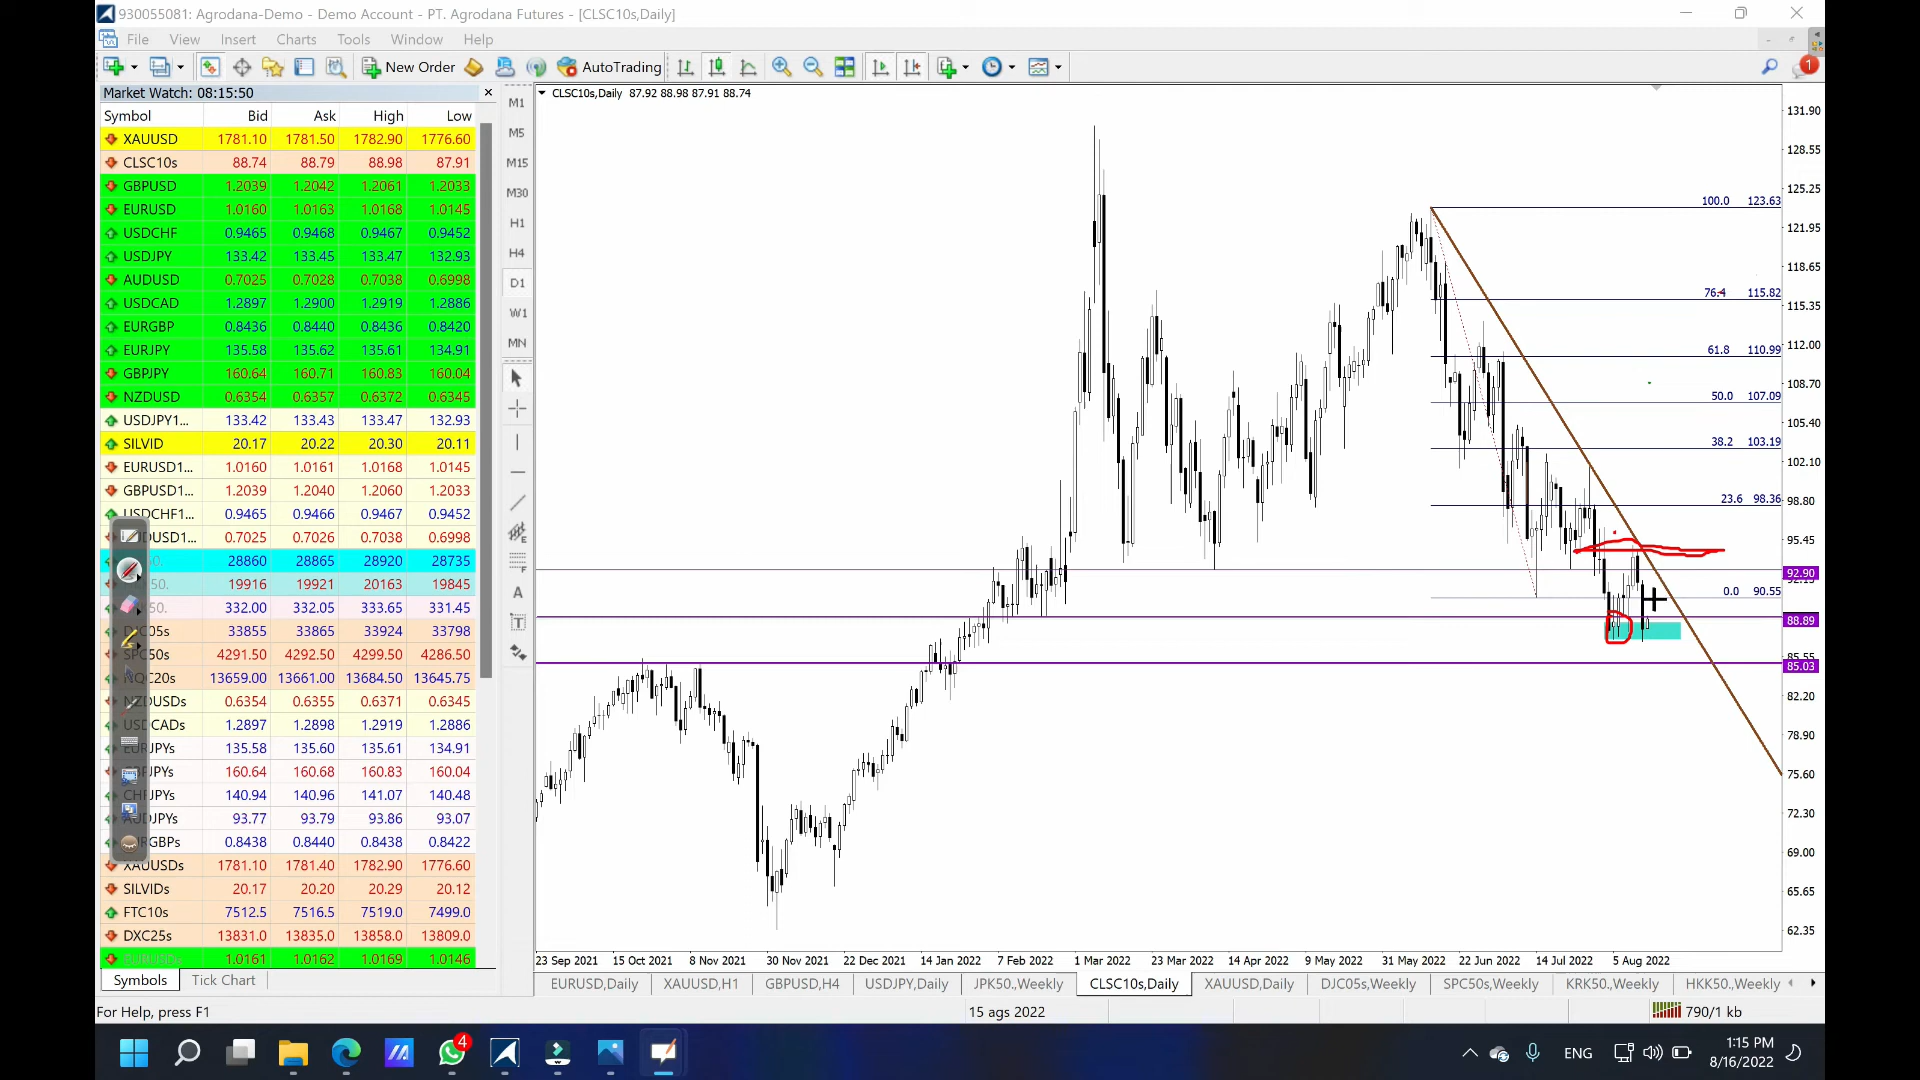 930055081: Agrodana-Demo - Demo Account - PT. Agrodana Futures - [CLSC10s,Daily]
File View Insert Charts Tools Window Help
New Order AutoTrading 1
Market Watch: 08:15:50
Symbol Bid Ask High Low
XAUUSD 1781.10 1781.50 1782.90 1776.60
CLSC10s 88.74 88.79 88.98 87.91
GBPUSD 1.2039 1.2042 1.2061 1.2033
EURUSD 1.0160 1.0163 1.0168 1.0145
USDCHF 0.9465 0.9468 0.9467 0.9452
USDJPY 133.42 133.45 133.47 132.93
AUDUSD 0.7025 0.7028 0.7038 0.6998
USDCAD 1.2897 1.2900 1.2919 1.2886
EURGBP 0.8436 0.8440 0.8436 0.8420
EURJPY 135.58 135.62 135.61 134.91
GBPJPY 160.64 160.71 160.83 160.04
NZDUSD 0.6354 0.6357 0.6372 0.6345
USDJPY1... 133.42 133.43 133.47 132.93
SILVID 20.17 20.22 20.30 20.11
EURUSD1... 1.0160 1.0161 1.0168 1.0145
GBPUSD1... 1.2039 1.2040 1.2060 1.2033
USDCHF1... 0.9465 0.9466 0.9467 0.9452
UDUSD1... 0.7025 0.7026 0.7038 0.6998
28860 28865 28920 28735
50. 19916 19921 20163 19845
50. 332.00 332.05 333.65 331.45
DJC05s 33855 33865 33924 33798
SPC50s 4291.50 4292.50 4299.50 4286.50
NQC20s 13659.00 13661.00 13684.50 13645.75
NZDUSDs 0.6354 0.6355 0.6371 0.6345
USDCADs 1.2897 1.2898 1.2919 1.2886
EURJPYs 135.58 135.60 135.61 134.91
GBPJPYs 160.64 160.68 160.83 160.04
CHFJPYs 140.94 140.96 141.07 140.48
AUDJPYs 93.77 93.79 93.86 93.07
EURGBPs 0.8438 0.8440 0.8438 0.8422
XAUUSDs 1781.10 1781.40 1782.90 1776.60
SILVIDs 20.17 20.20 20.29 20.12
FTC10s 7512.5 7516.5 7519.0 7499.0
DXC25s 13831.0 13835.0 13858.0 13809.0
EURUSDs 1.0161 1.0162 1.0169 1.0146
Symbols Tick Chart
M1
M5
M15
M30
H1
H4
D1
W1
MN
A
T
CLSC10s,Daily 87.92 88.98 87.91 88.74
100.0 123.63
76.4 115.82
61.8 110.99
50.0 107.09
38.2 103.19
23.6 98.36
0.0 90.55
131.90
128.55
125.25
121.95
118.65
115.35
112.00
108.70
105.40
102.10
98.80
95.45
92.90
92.15
88.89
85.55
85.03
82.20
78.90
75.60
72.30
69.00
65.65
62.35
23 Sep 2021 15 Oct 2021 8 Nov 2021 30 Nov 2021 22 Dec 2021 14 Jan 2022 7 Feb 2022 1 Mar 2022 23 Mar 2022 14 Apr 2022 9 May 2022 31 May 2022 22 Jun 2022 14 Jul 2022 5 Aug 2022
EURUSD,Daily XAUUSD,H1 GBPUSD,H4 USDJPY,Daily JPK50.,Weekly CLSC10s,Daily XAUUSD,Daily DJC05s,Weekly SPC50s,Weekly KRK50.,Weekly HKK50.,Weekly
For Help, press F1 15 ags 2022 790/1 kb
4 ENG 1:15 PM
8/16/2022